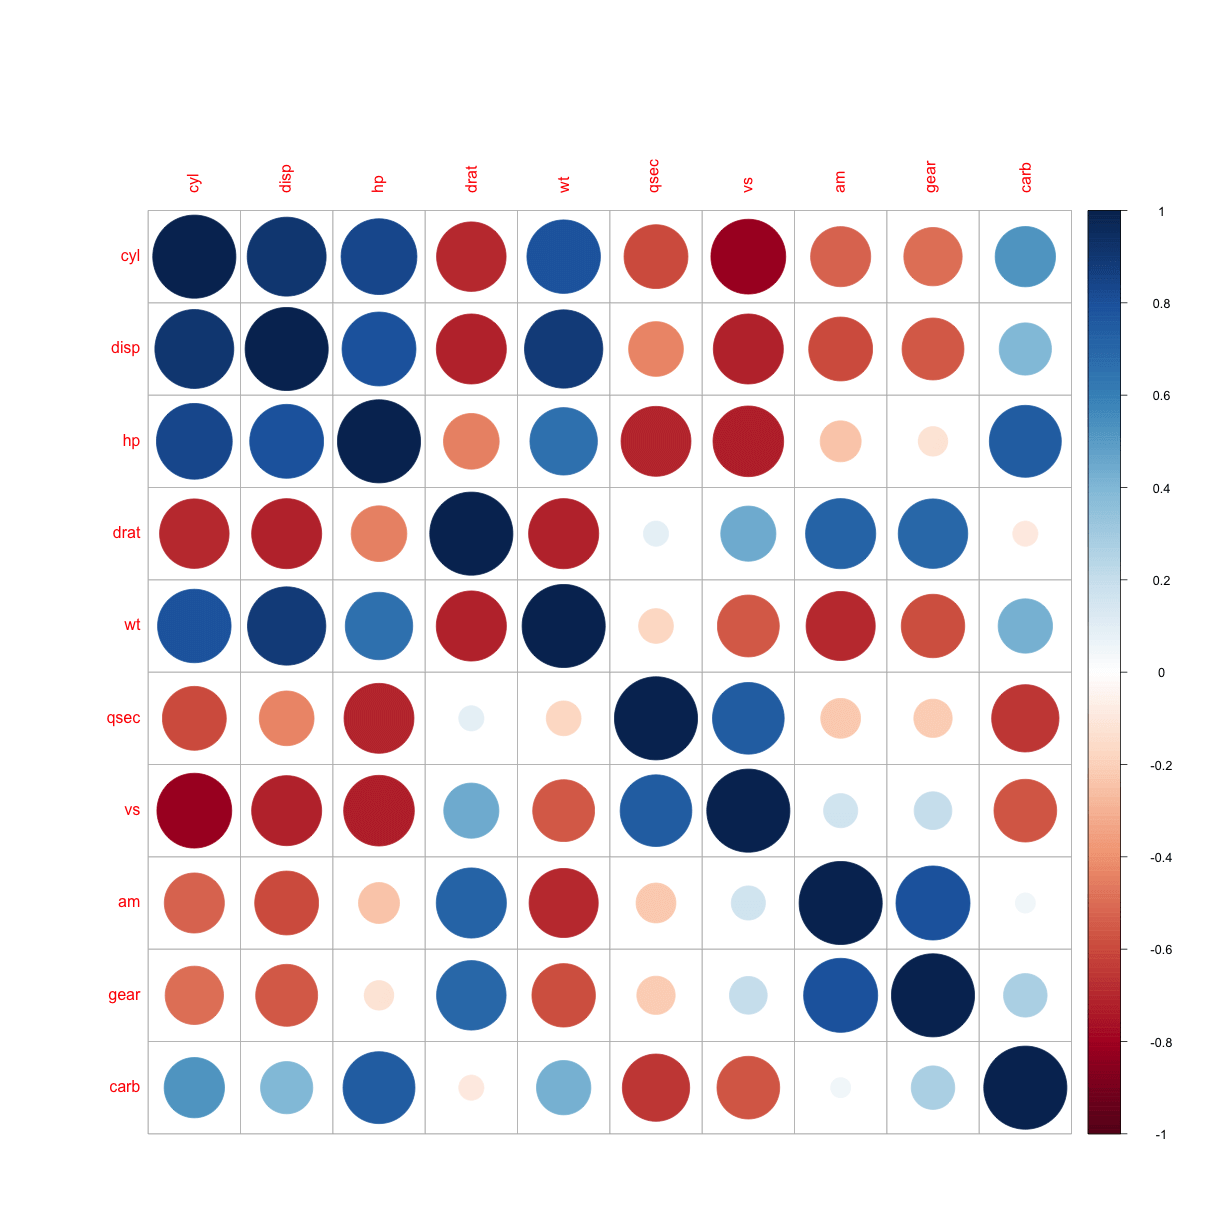 cyl disp hp drat wt qsec vs am gear carb
cyl
disp
hp
drat
wt
qsec
vs
am
gear
carb
1
0.8
0.6
0.4
0.2
0
-0.2
-0.4
-0.6
-0.8
-1